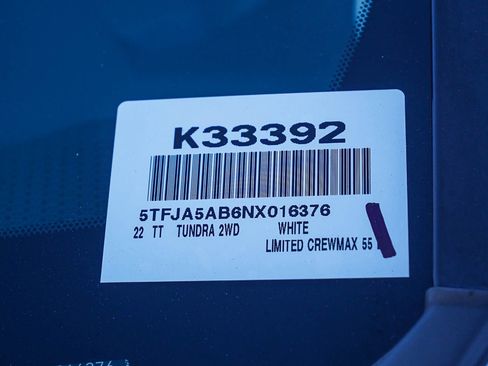 K33392
5TFJA5AB6NX016376
22 TT TUNDRA 2WD WHITE
LIMITED CREWMAX 55